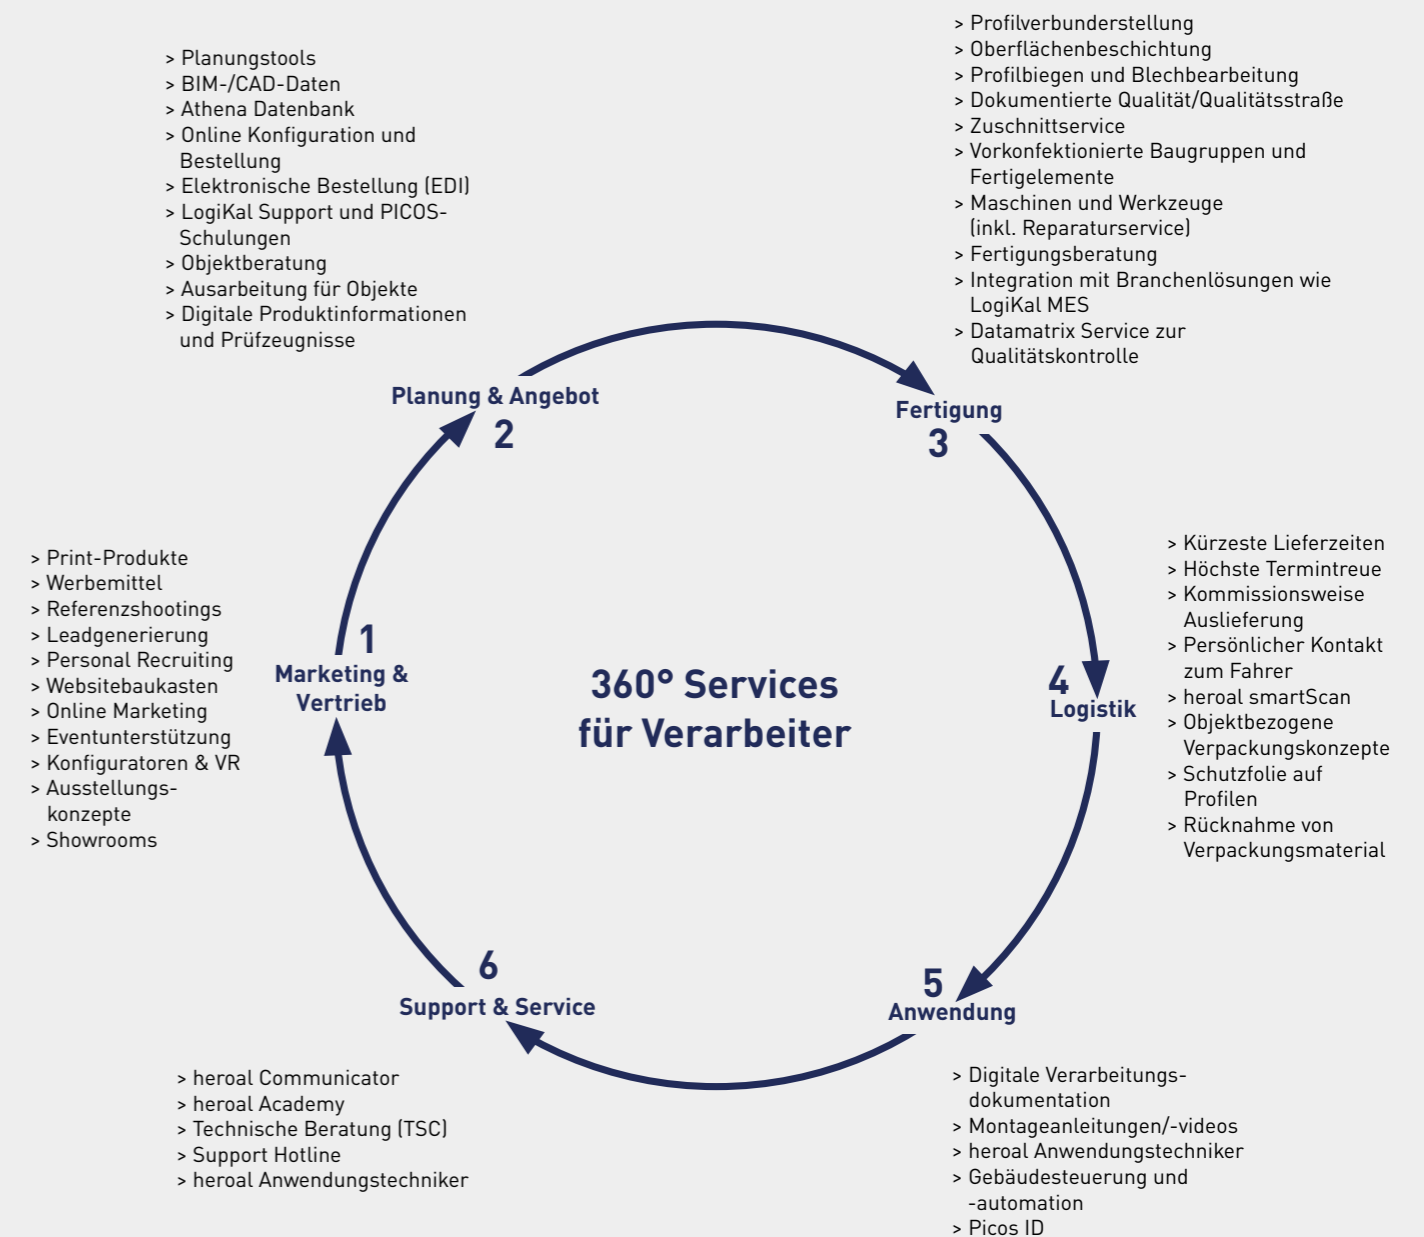 > Planungstools
> BIM-/CAD-Daten
> Athena Datenbank
> Online Konfiguration und
Bestellung
> Elektronische Bestellung (EDI)
> LogiKal Support und PICOS-
Schulungen
> Objektberatung
> Ausarbeitung für Objekte
> Digitale Produktinformationen
und Prüfzeugnisse
Planung & Angebot
2
> Profilverbunderstellung
> Oberflächenbeschichtung
> Profilbiegen und Blechbearbeitung
> Dokumentierte Qualität/Qualitätsstraße
> Zuschnittservice
> Vorkonfektionierte Baugruppen und
Fertigelemente
> Maschinen und Werkzeuge
(inkl. Reparaturservice)
> Fertigungsberatung
> Integration mit Branchenlösungen wie
LogiKal MES
> Datamatrix Service zur
Qualitätskontrolle
Fertigung
3
> Print-Produkte
> Werbemittel
> Referenzshootings
> Leadgenerierung
> Personal Recruiting
> Websitebaukasten
> Online Marketing
> Eventunterstützung
> Konfiguratoren & VR
> Ausstellungs-
konzepte
> Showrooms
1
Marketing &
Vertrieb
360° Services
für Verarbeiter
4
Logistik
> Kürzeste Lieferzeiten
> Höchste Termintreue
> Kommissionsweise
Auslieferung
> Persönlicher Kontakt
zum Fahrer
> heroal smartScan
> Objektbezogene
Verpackungskonzepte
> Schutzfolie auf
Profilen
> Rücknahme von
Verpackungsmaterial
6
Support & Service
> heroal Communicator
> heroal Academy
> Technische Beratung (TSC)
> Support Hotline
> heroal Anwendungstechniker
5
Anwendung
> Digitale Verarbeitungs-
dokumentation
> Montageanleitungen/-videos
> heroal Anwendungstechniker
> Gebäudesteuerung und
-automation
> Picos ID